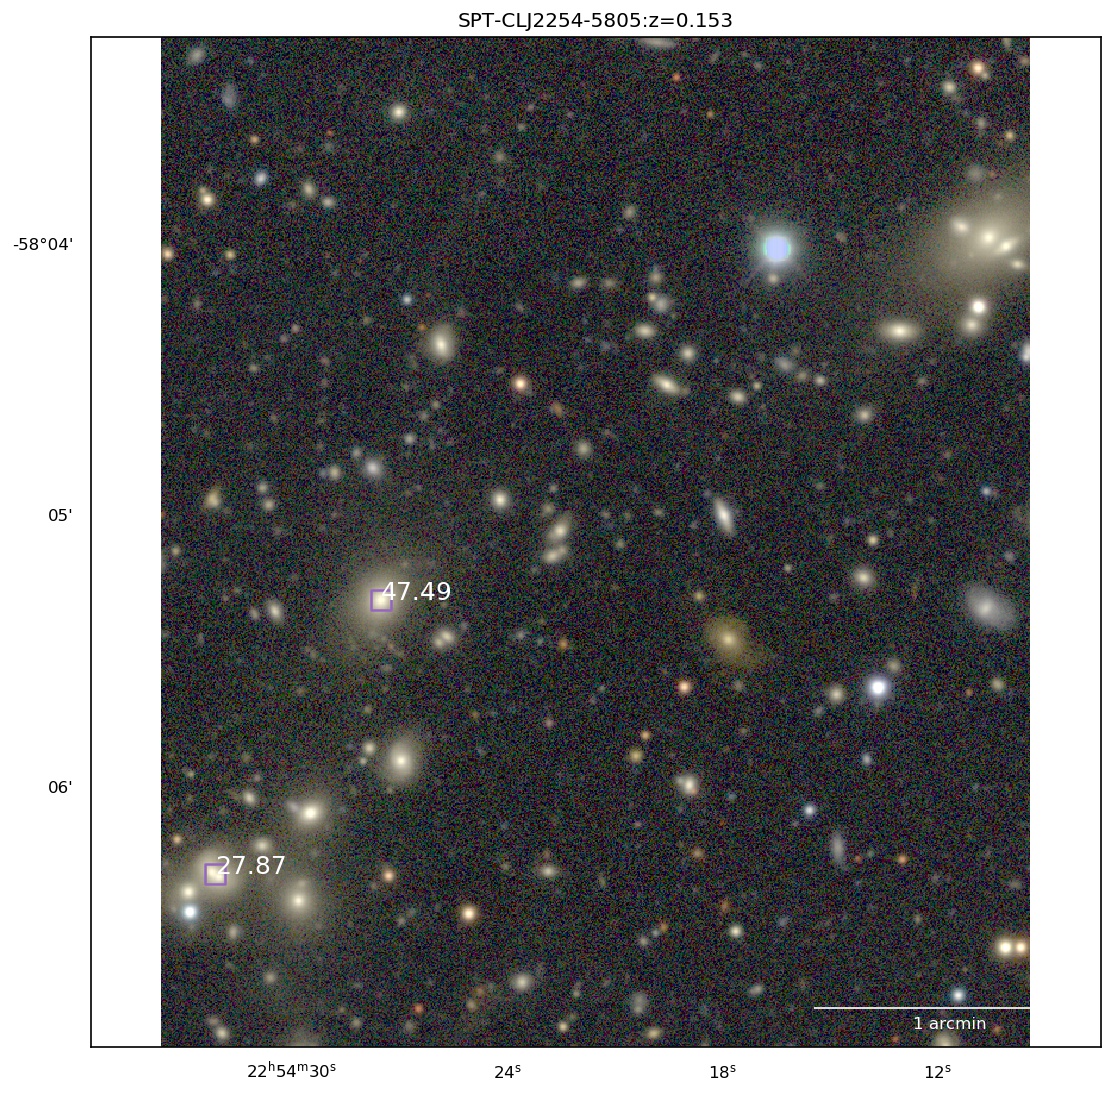 SPT-CLJ2254-5805:z=0.153
-58°04'
05'
47.49
06'
27.87
1 arcmin
22ʰ54ᵐ30ˢ 24ˢ 18ˢ 12ˢ